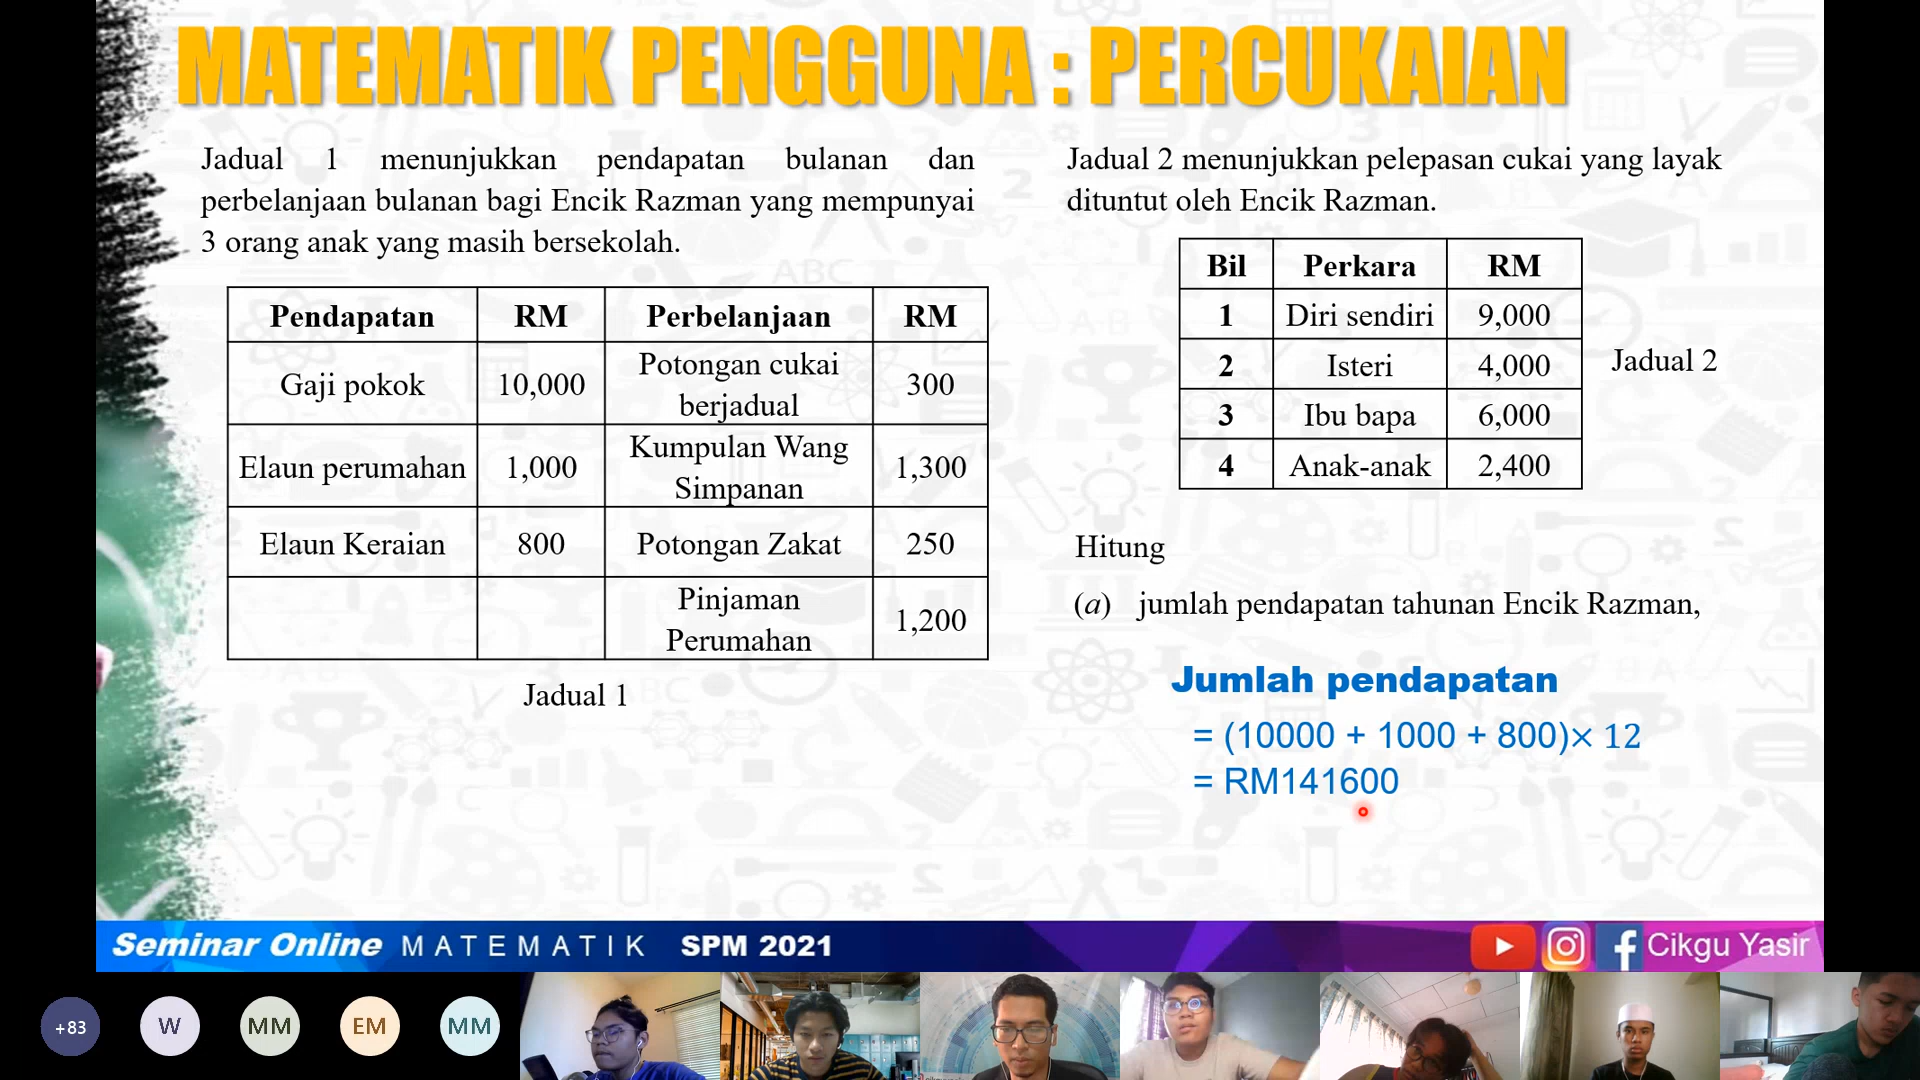 MATEMATIK PENGGUNA : PERCUKAIAN
Jadual 1 menunjukkan pendapatan bulanan dan
perbelanjaan bulanan bagi Encik Razman yang mempunyai
3 orang anak yang masih bersekolah.
Pendapatan RM Perbelanjaan RM
Gaji pokok 10,000 Potongan cukai berjadual 300
Elaun perumahan 1,000 Kumpulan Wang Simpanan 1,300
Elaun Keraian 800 Potongan Zakat 250
Pinjaman Perumahan 1,200
Jadual 1
Jadual 2 menunjukkan pelepasan cukai yang layak
dituntut oleh Encik Razman.
Bil Perkara RM
1 Diri sendiri 9,000
2 Isteri 4,000
3 Ibu bapa 6,000
4 Anak-anak 2,400
Jadual 2
Hitung
(a) jumlah pendapatan tahunan Encik Razman,
Jumlah pendapatan
= (10000 + 1000 + 800)× 12
= RM141600
Seminar Online MATEMATIK SPM 2021
Cikgu Yasir
+83 W MM EM MM